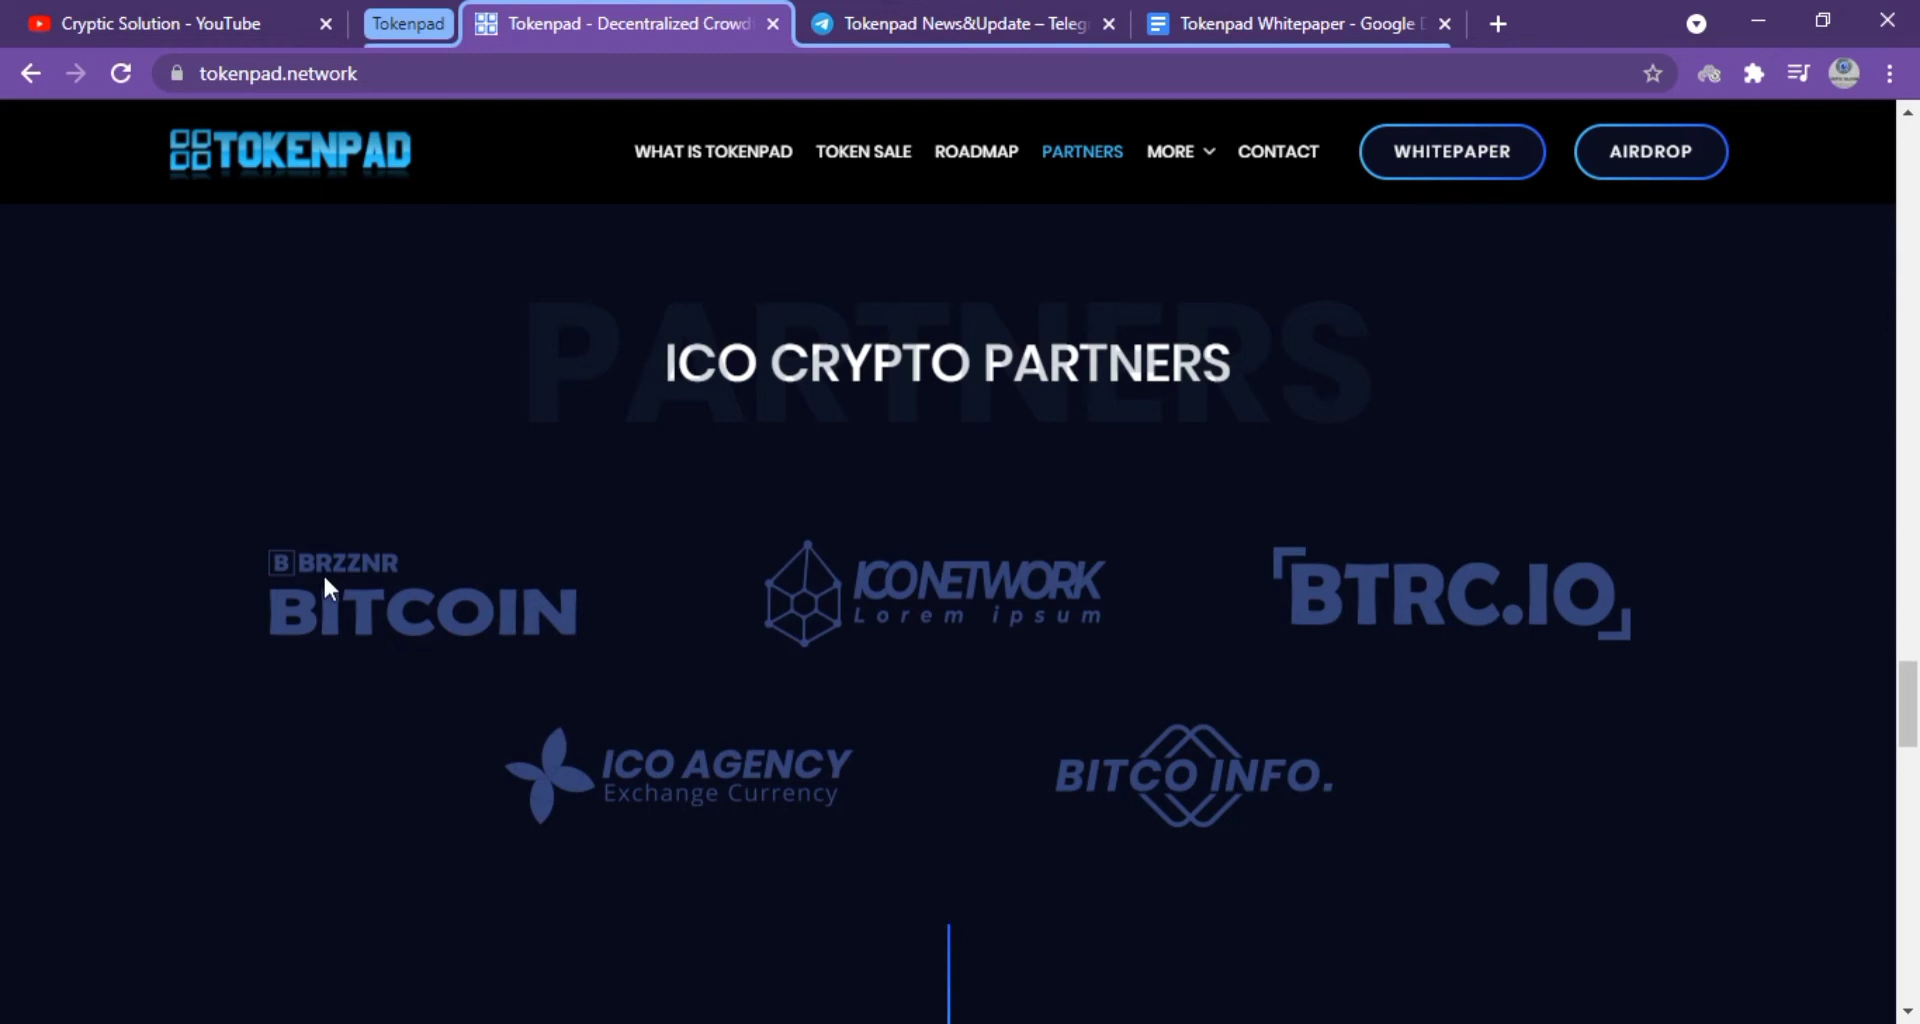 Cryptic Solution - YouTube
Tokenpad
Tokenpad - Decentralized Crowd
Tokenpad News&Update – Teleg
Tokenpad Whitepaper - Google D
tokenpad.network
TOKENPAD
WHAT IS TOKENPAD
TOKEN SALE
ROADMAP
PARTNERS
MORE
CONTACT
WHITEPAPER
AIRDROP
PARTNERS
ICO CRYPTO PARTNERS
B BRZZNR
BITCOIN
ICONETWORK
Lorem ipsum
BTRC.IO
ICO AGENCY
Exchange Currency
BITCO INFO.